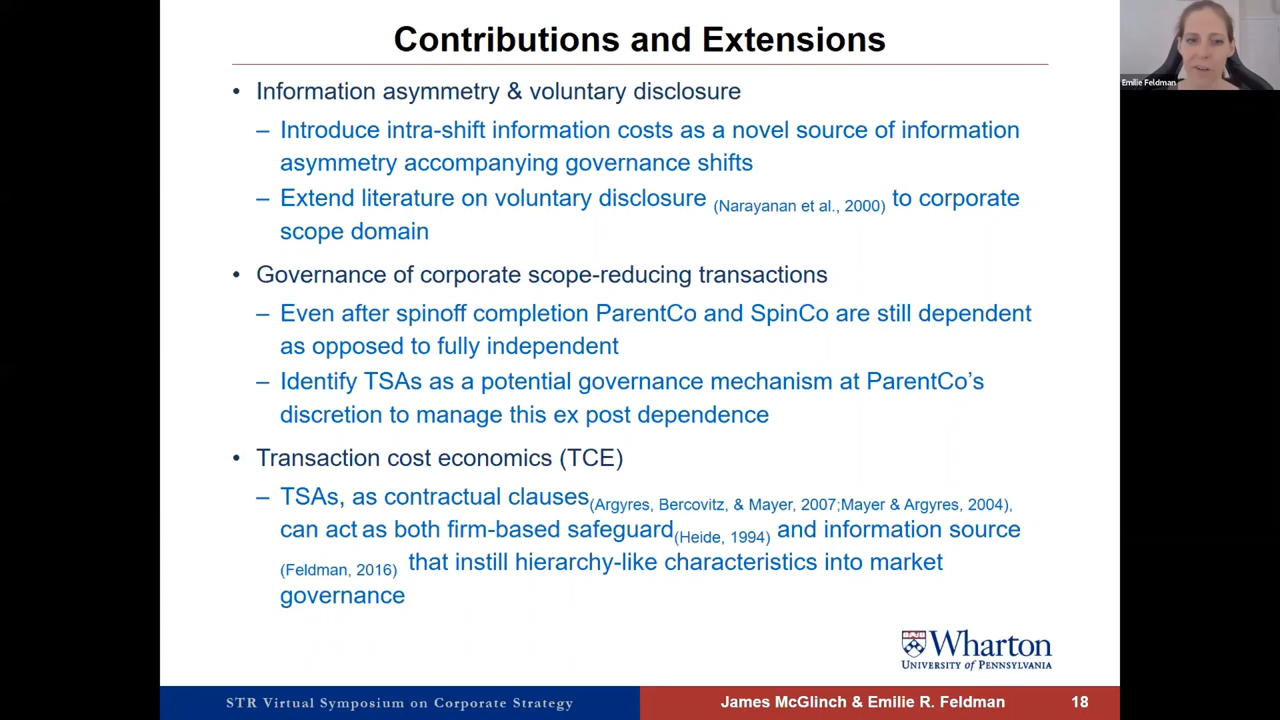 Contributions and Extensions
Emilie Feldman
• Information asymmetry & voluntary disclosure
– Introduce intra-shift information costs as a novel source of information
asymmetry accompanying governance shifts
– Extend literature on voluntary disclosure (Narayanan et al., 2000) to corporate
scope domain
• Governance of corporate scope-reducing transactions
– Even after spinoff completion ParentCo and SpinCo are still dependent
as opposed to fully independent
– Identify TSAs as a potential governance mechanism at ParentCo’s
discretion to manage this ex post dependence
• Transaction cost economics (TCE)
– TSAs, as contractual clauses(Argyres, Bercovitz, & Mayer, 2007;Mayer & Argyres, 2004),
can act as both firm-based safeguard(Heide, 1994) and information source
(Feldman, 2016) that instill hierarchy-like characteristics into market
governance
Wharton
UNIVERSITY of PENNSYLVANIA
STR Virtual Symposium on Corporate Strategy
James McGlinch & Emilie R. Feldman
18